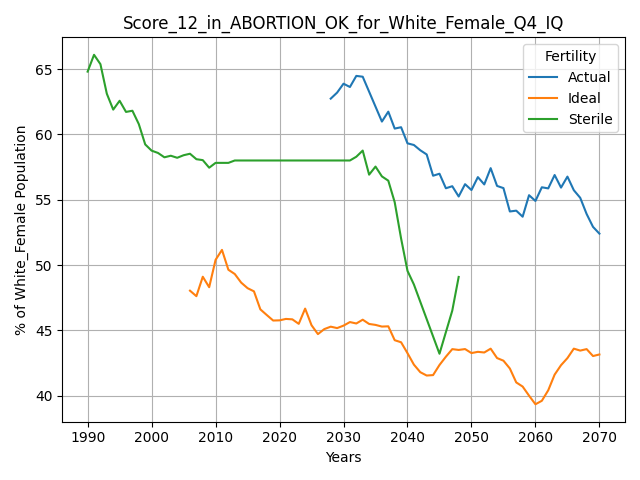 Score_12_in_ABORTION_OK_for_White_Female_Q4_IQ
Fertility
Actual
Ideal
Sterile
% of White_Female Population
65
60
55
50
45
40
1990 2000 2010 2020 2030 2040 2050 2060 2070
Years